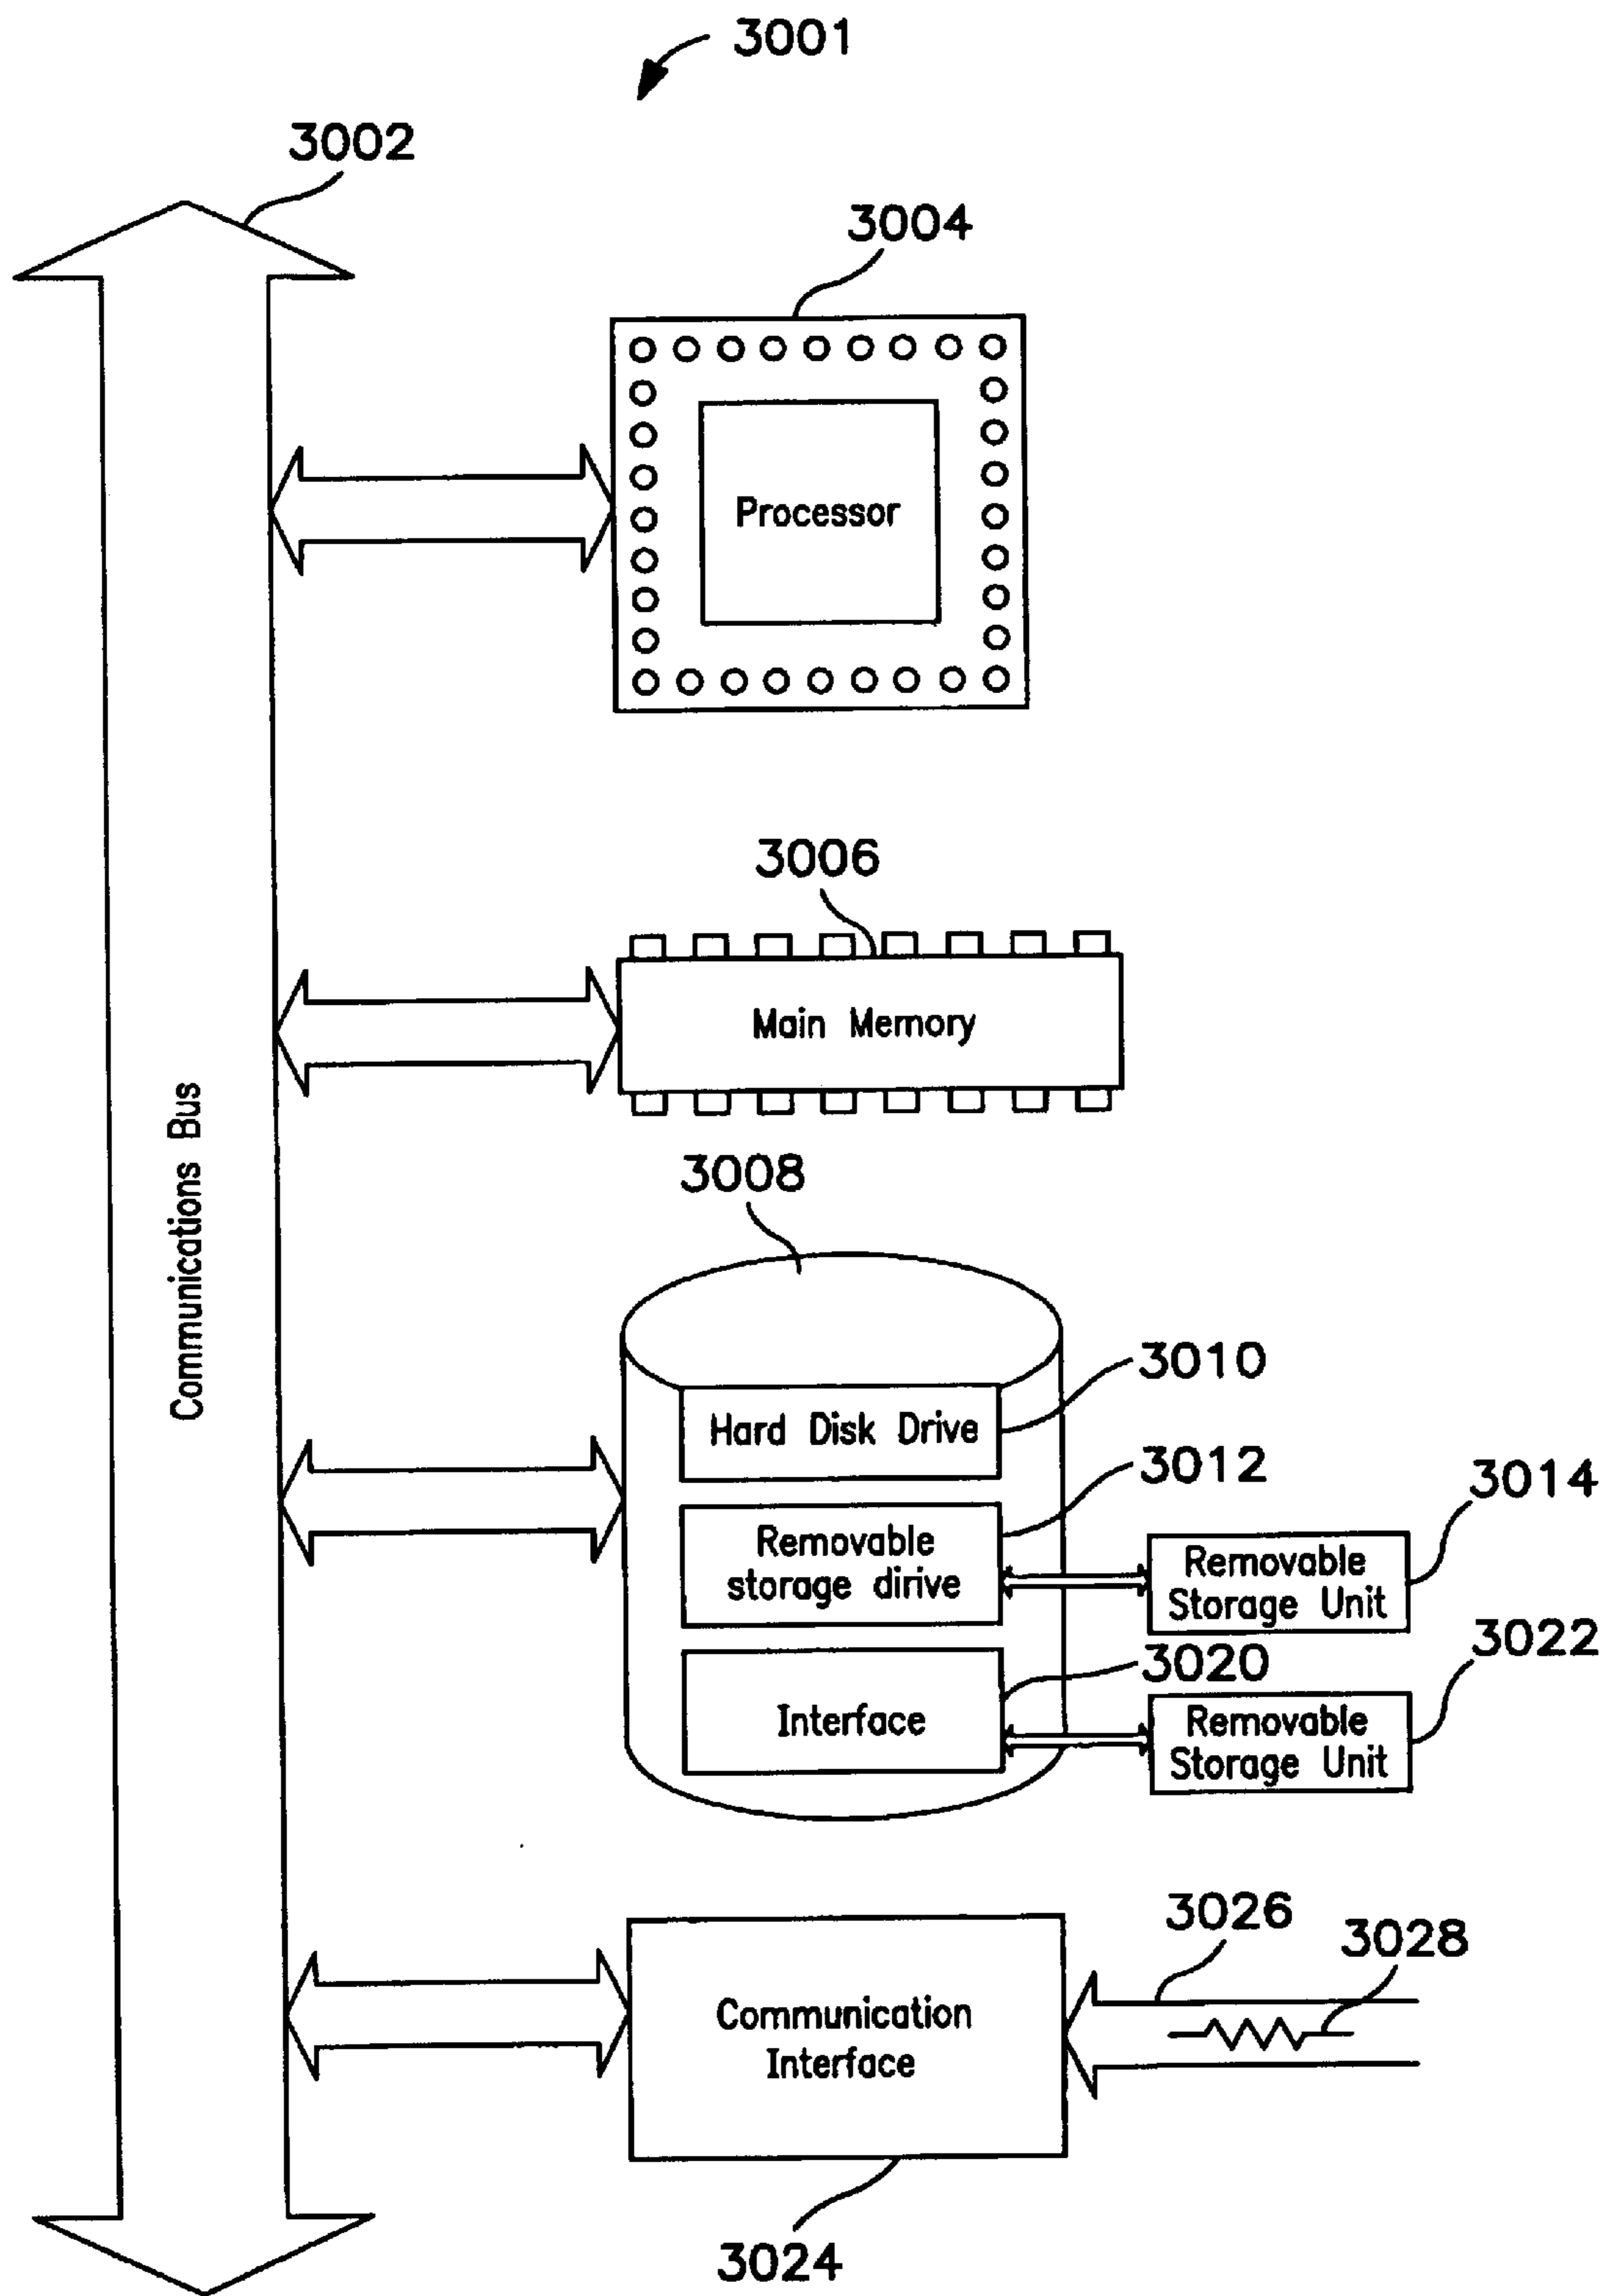 3001
3002
3004
Processor
3006
Main Memory
Communications Bus
3008
3010
Hard Disk Drive
3012
3014
Removable
storage dirive
Removable
Storage Unit
3020
3022
Interface
Removable
Storage Unit
3026
3028
Communication
Interface
3024